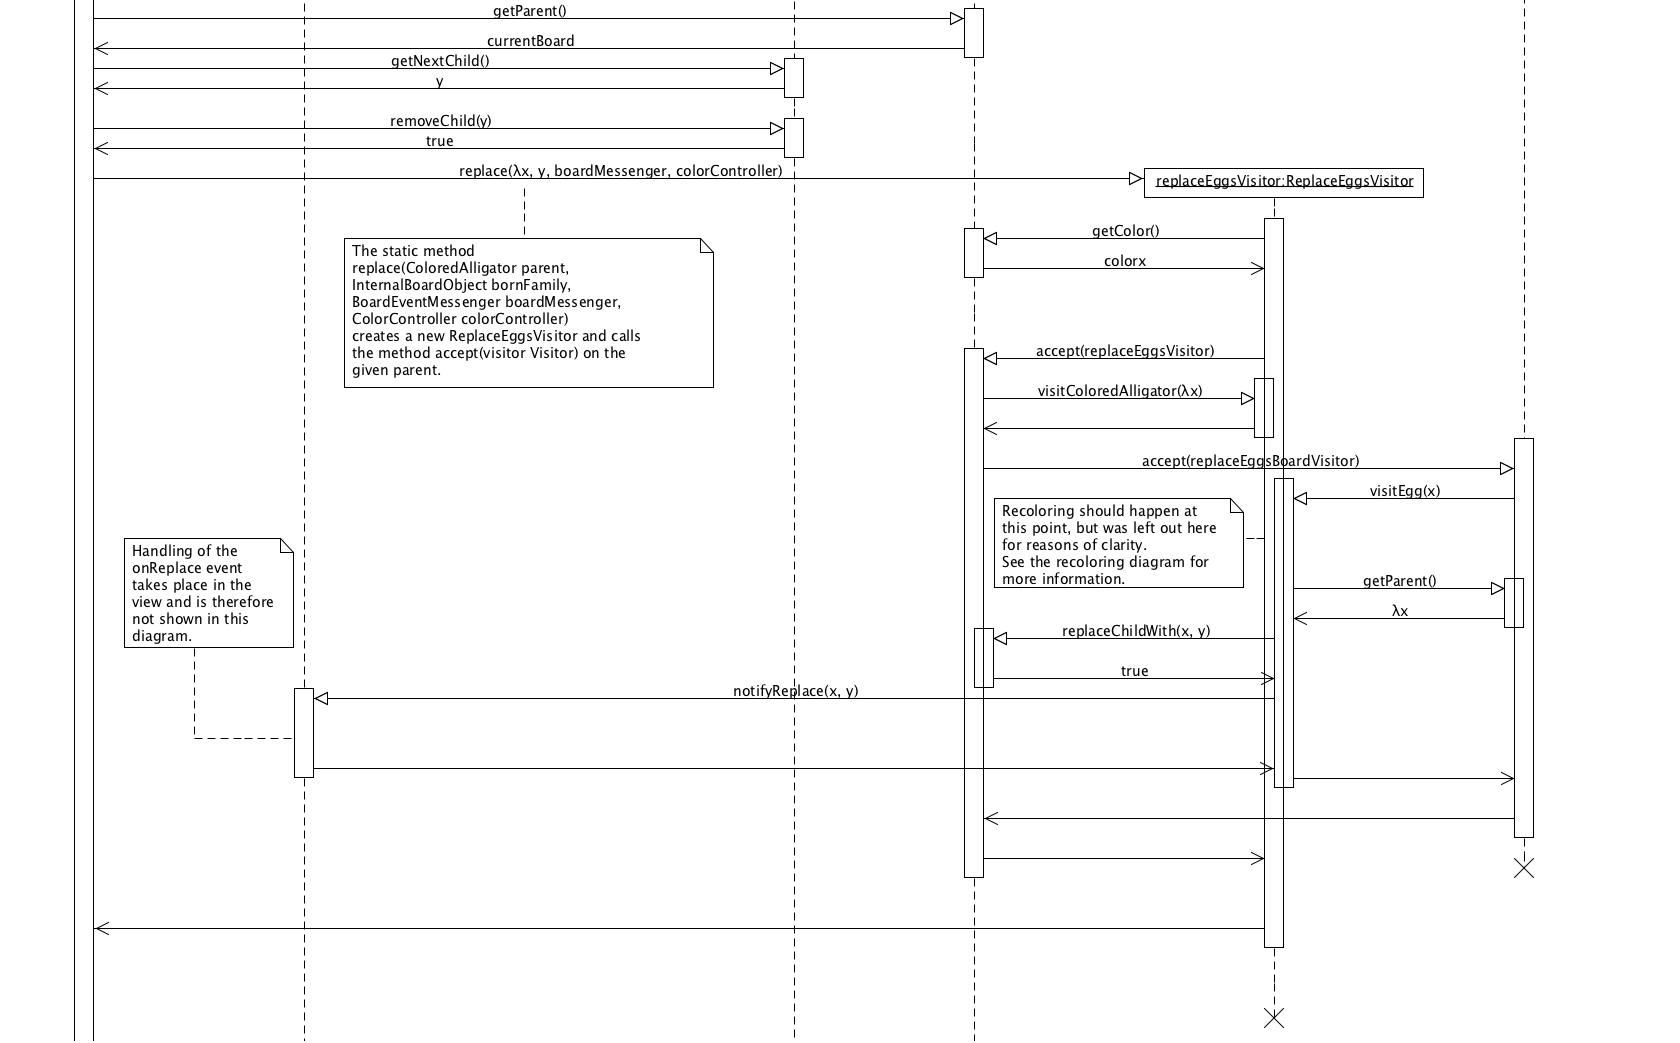 getParent()
currentBoard
getNextChild()
y
removeChild(y)
true
replace(λx, y, boardMessenger, colorController)
replaceEggsVisitor:ReplaceEggsVisitor
getColor()
colorx
The static method
replace(ColoredAlligator parent,
InternalBoardObject bornFamily,
BoardEventMessenger boardMessenger,
ColorController colorController)
creates a new ReplaceEggsVisitor and calls
the method accept(visitor Visitor) on the
given parent.
accept(replaceEggsVisitor)
visitColoredAlligator(λx)
accept(replaceEggsBoardVisitor)
visitEgg(x)
Recoloring should happen at
this point, but was left out here
for reasons of clarity.
See the recoloring diagram for
more information.
Handling of the
onReplace event
takes place in the
view and is therefore
not shown in this
diagram.
getParent()
λx
replaceChildWith(x, y)
true
notifyReplace(x, y)